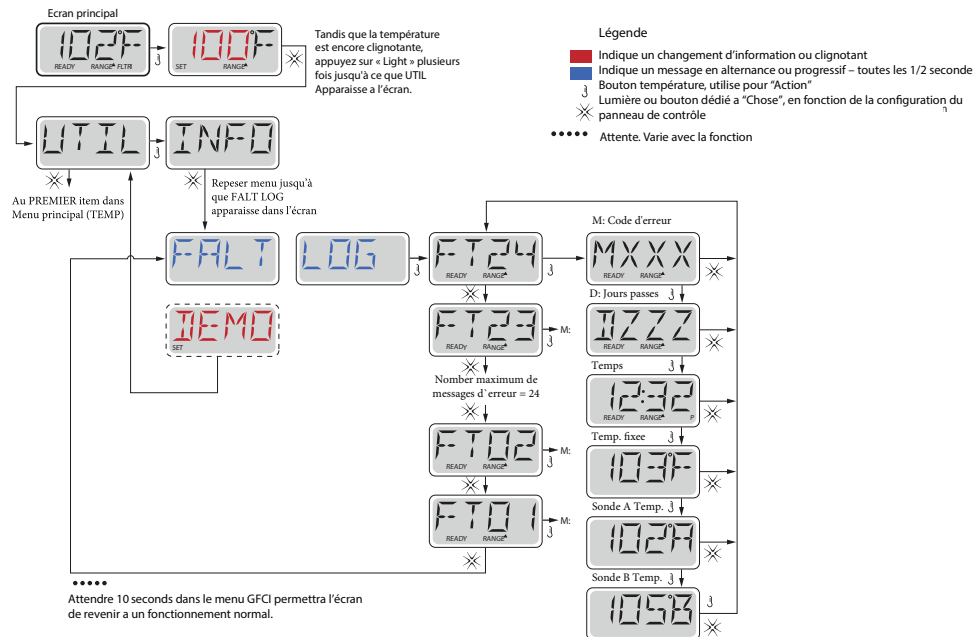 Ecran principal
102°F
READY RANGE FLTRI
100°F
SET RANGE
Tandis que la température
est encore clignotante,
appuyez sur « Light » plusieurs
fois jusqu'à ce que UTIL
Apparaisse a l'écran.
Légende
Indique un changement d'information ou clignotant
Indique un message en alternance ou progressif – toutes les 1/2 seconde
Bouton température, utilise pour "Action"
Lumière ou bouton dédié a "Chose", en fonction de la configuration du
panneau de contrôle
n
Attente. Varie avec la fonction
UTIL
INFO
Au PREMIER item dans
Menu principal (TEMP)
Repeser menu jusqu'à
que FALT LOG
apparaisse dans l'écran
FALT
LOG
FT24
READY RANGE
M: Code d'erreur
MXXX
READY RANGE
DEMO
SET
FT23
READY RANGE
M:
D: Jours passes
DZZZ
READY RANGE
Nomber maximum de
messages d`erreur = 24
Temps
12:32
READY RANGE P
FT02
READY RANGE
M:
Temp. fixee
103°F
FT01
READY RANGE
M:
Sonde A Temp.
102°A
Sonde B Temp.
105°B
Attendre 10 seconds dans le menu GFCI permettra l'écran
de revenir a un fonctionnement normal.